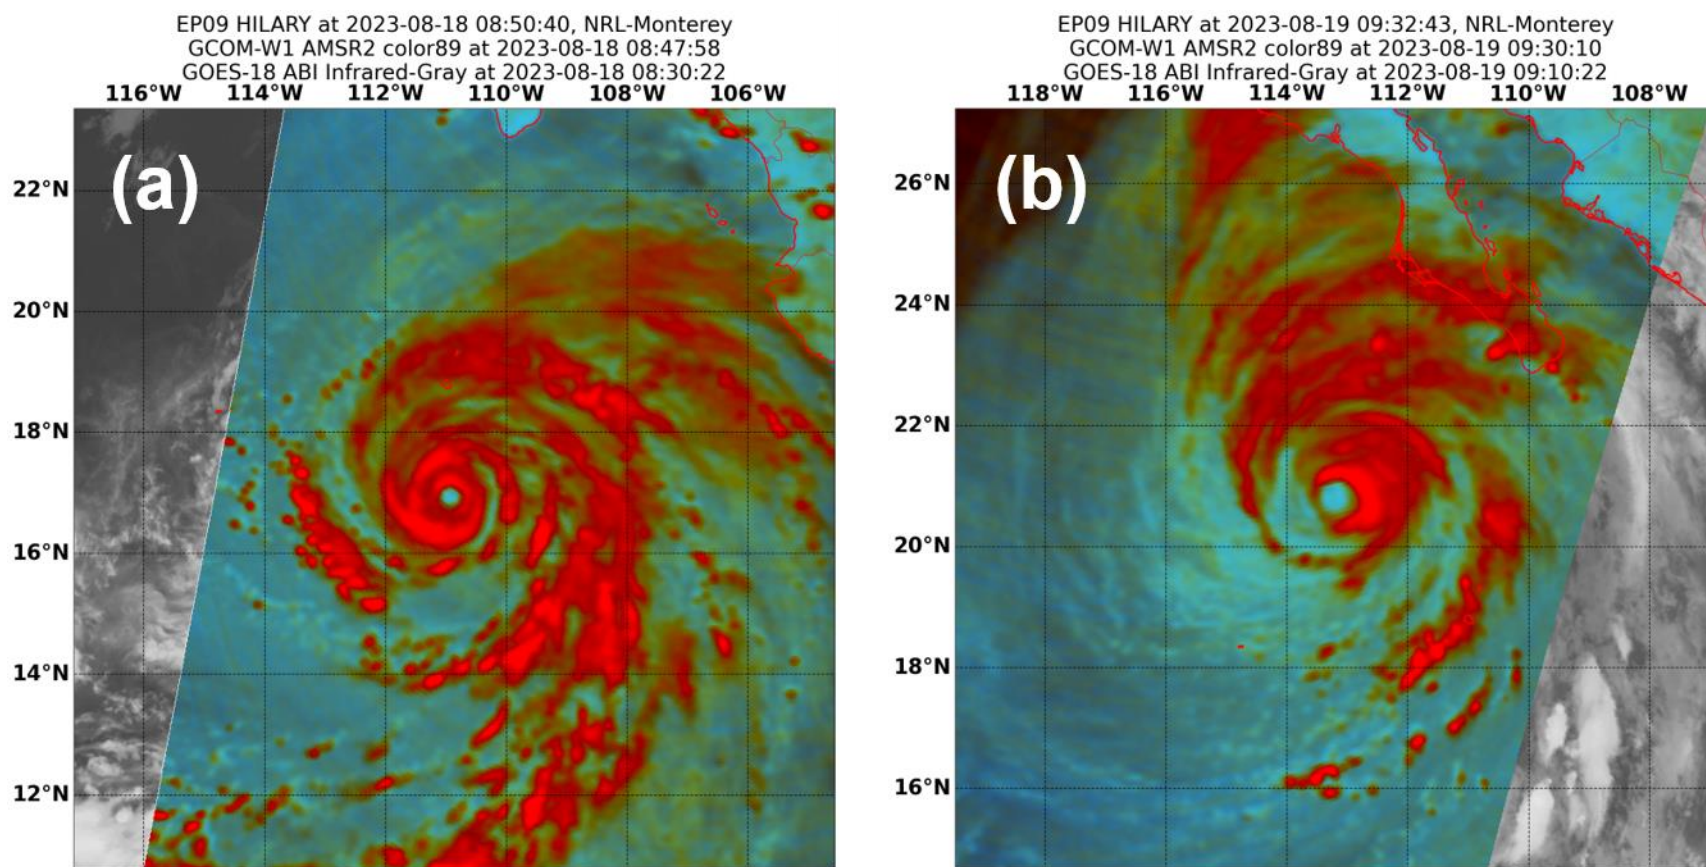 EP09 HILARY at 2023-08-18 08:50:40, NRL-Monterey
GCOM-W1 AMSR2 color89 at 2023-08-18 08:47:58
GOES-18 ABI Infrared-Gray at 2023-08-18 08:30:22
116°W 114°W 112°W 110°W 108°W 106°W
(a)
22°N
20°N
18°N
16°N
14°N
12°N
EP09 HILARY at 2023-08-19 09:32:43, NRL-Monterey
GCOM-W1 AMSR2 color89 at 2023-08-19 09:30:10
GOES-18 ABI Infrared-Gray at 2023-08-19 09:10:22
118°W 116°W 114°W 112°W 110°W 108°W
(b)
26°N
24°N
22°N
20°N
18°N
16°N